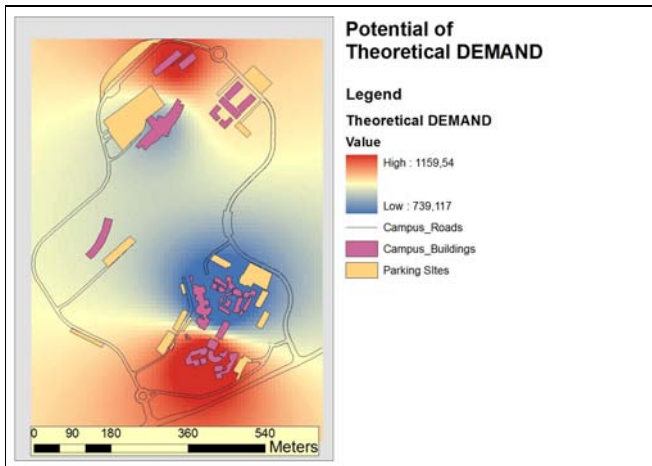 Potential of
Theoretical DEMAND
Legend
Theoretical DEMAND
Value
High : 1159,54
Low : 739,117
Campus_Roads
Campus_Buildings
Parking SItes
0 90 180 360 540
Meters